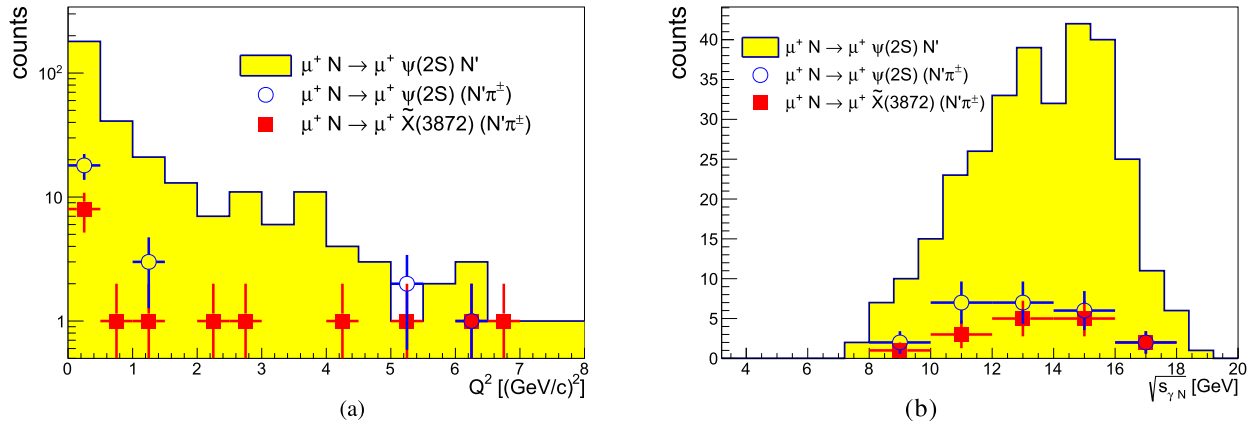 counts
10²
10
1
μ⁺ N → μ⁺ ψ(2S) N'
μ⁺ N → μ⁺ ψ(2S) (N'π±)
μ⁺ N → μ⁺ X̃(3872) (N'π±)
0 1 2 3 4 5 6 7 8
Q² [(GeV/c)²]
(a)
counts
40
35
30
25
20
15
10
5
0
μ⁺ N → μ⁺ ψ(2S) N'
μ⁺ N → μ⁺ ψ(2S) (N'π±)
μ⁺ N → μ⁺ X̃(3872) (N'π±)
4 6 8 10 12 14 16 18 20
√s_γ N [GeV]
(b)